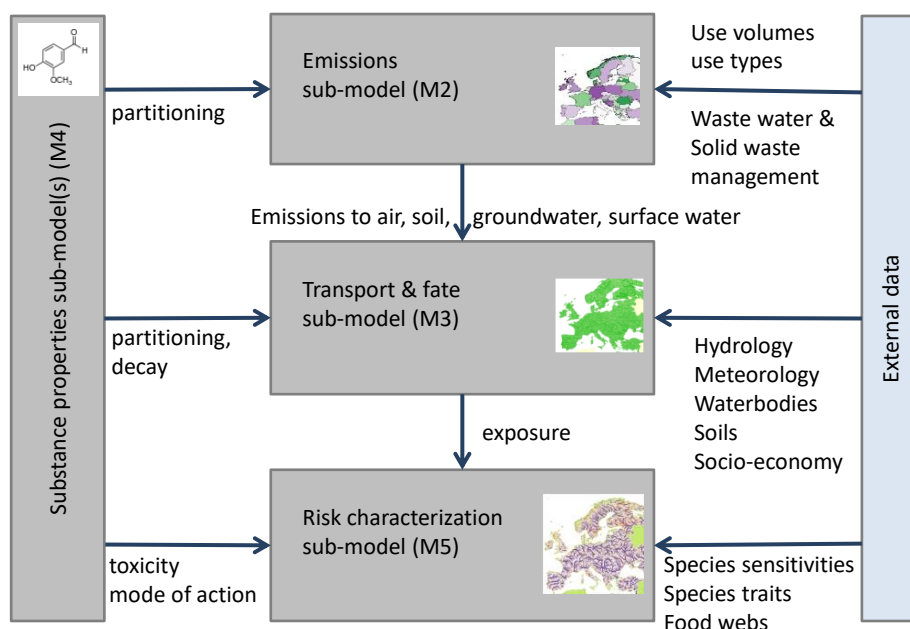 O
H
HO
OCH3
Substance properties sub-model(s) (M4)
Emissions
sub-model (M2)
partitioning
Use volumes
use types
Waste water &
Solid waste
management
Emissions to air, soil, groundwater, surface water
Transport & fate
sub-model (M3)
partitioning,
decay
Hydrology
Meteorology
Waterbodies
Soils
Socio-economy
External data
exposure
Risk characterization
sub-model (M5)
toxicity
mode of action
Species sensitivities
Species traits
Food webs